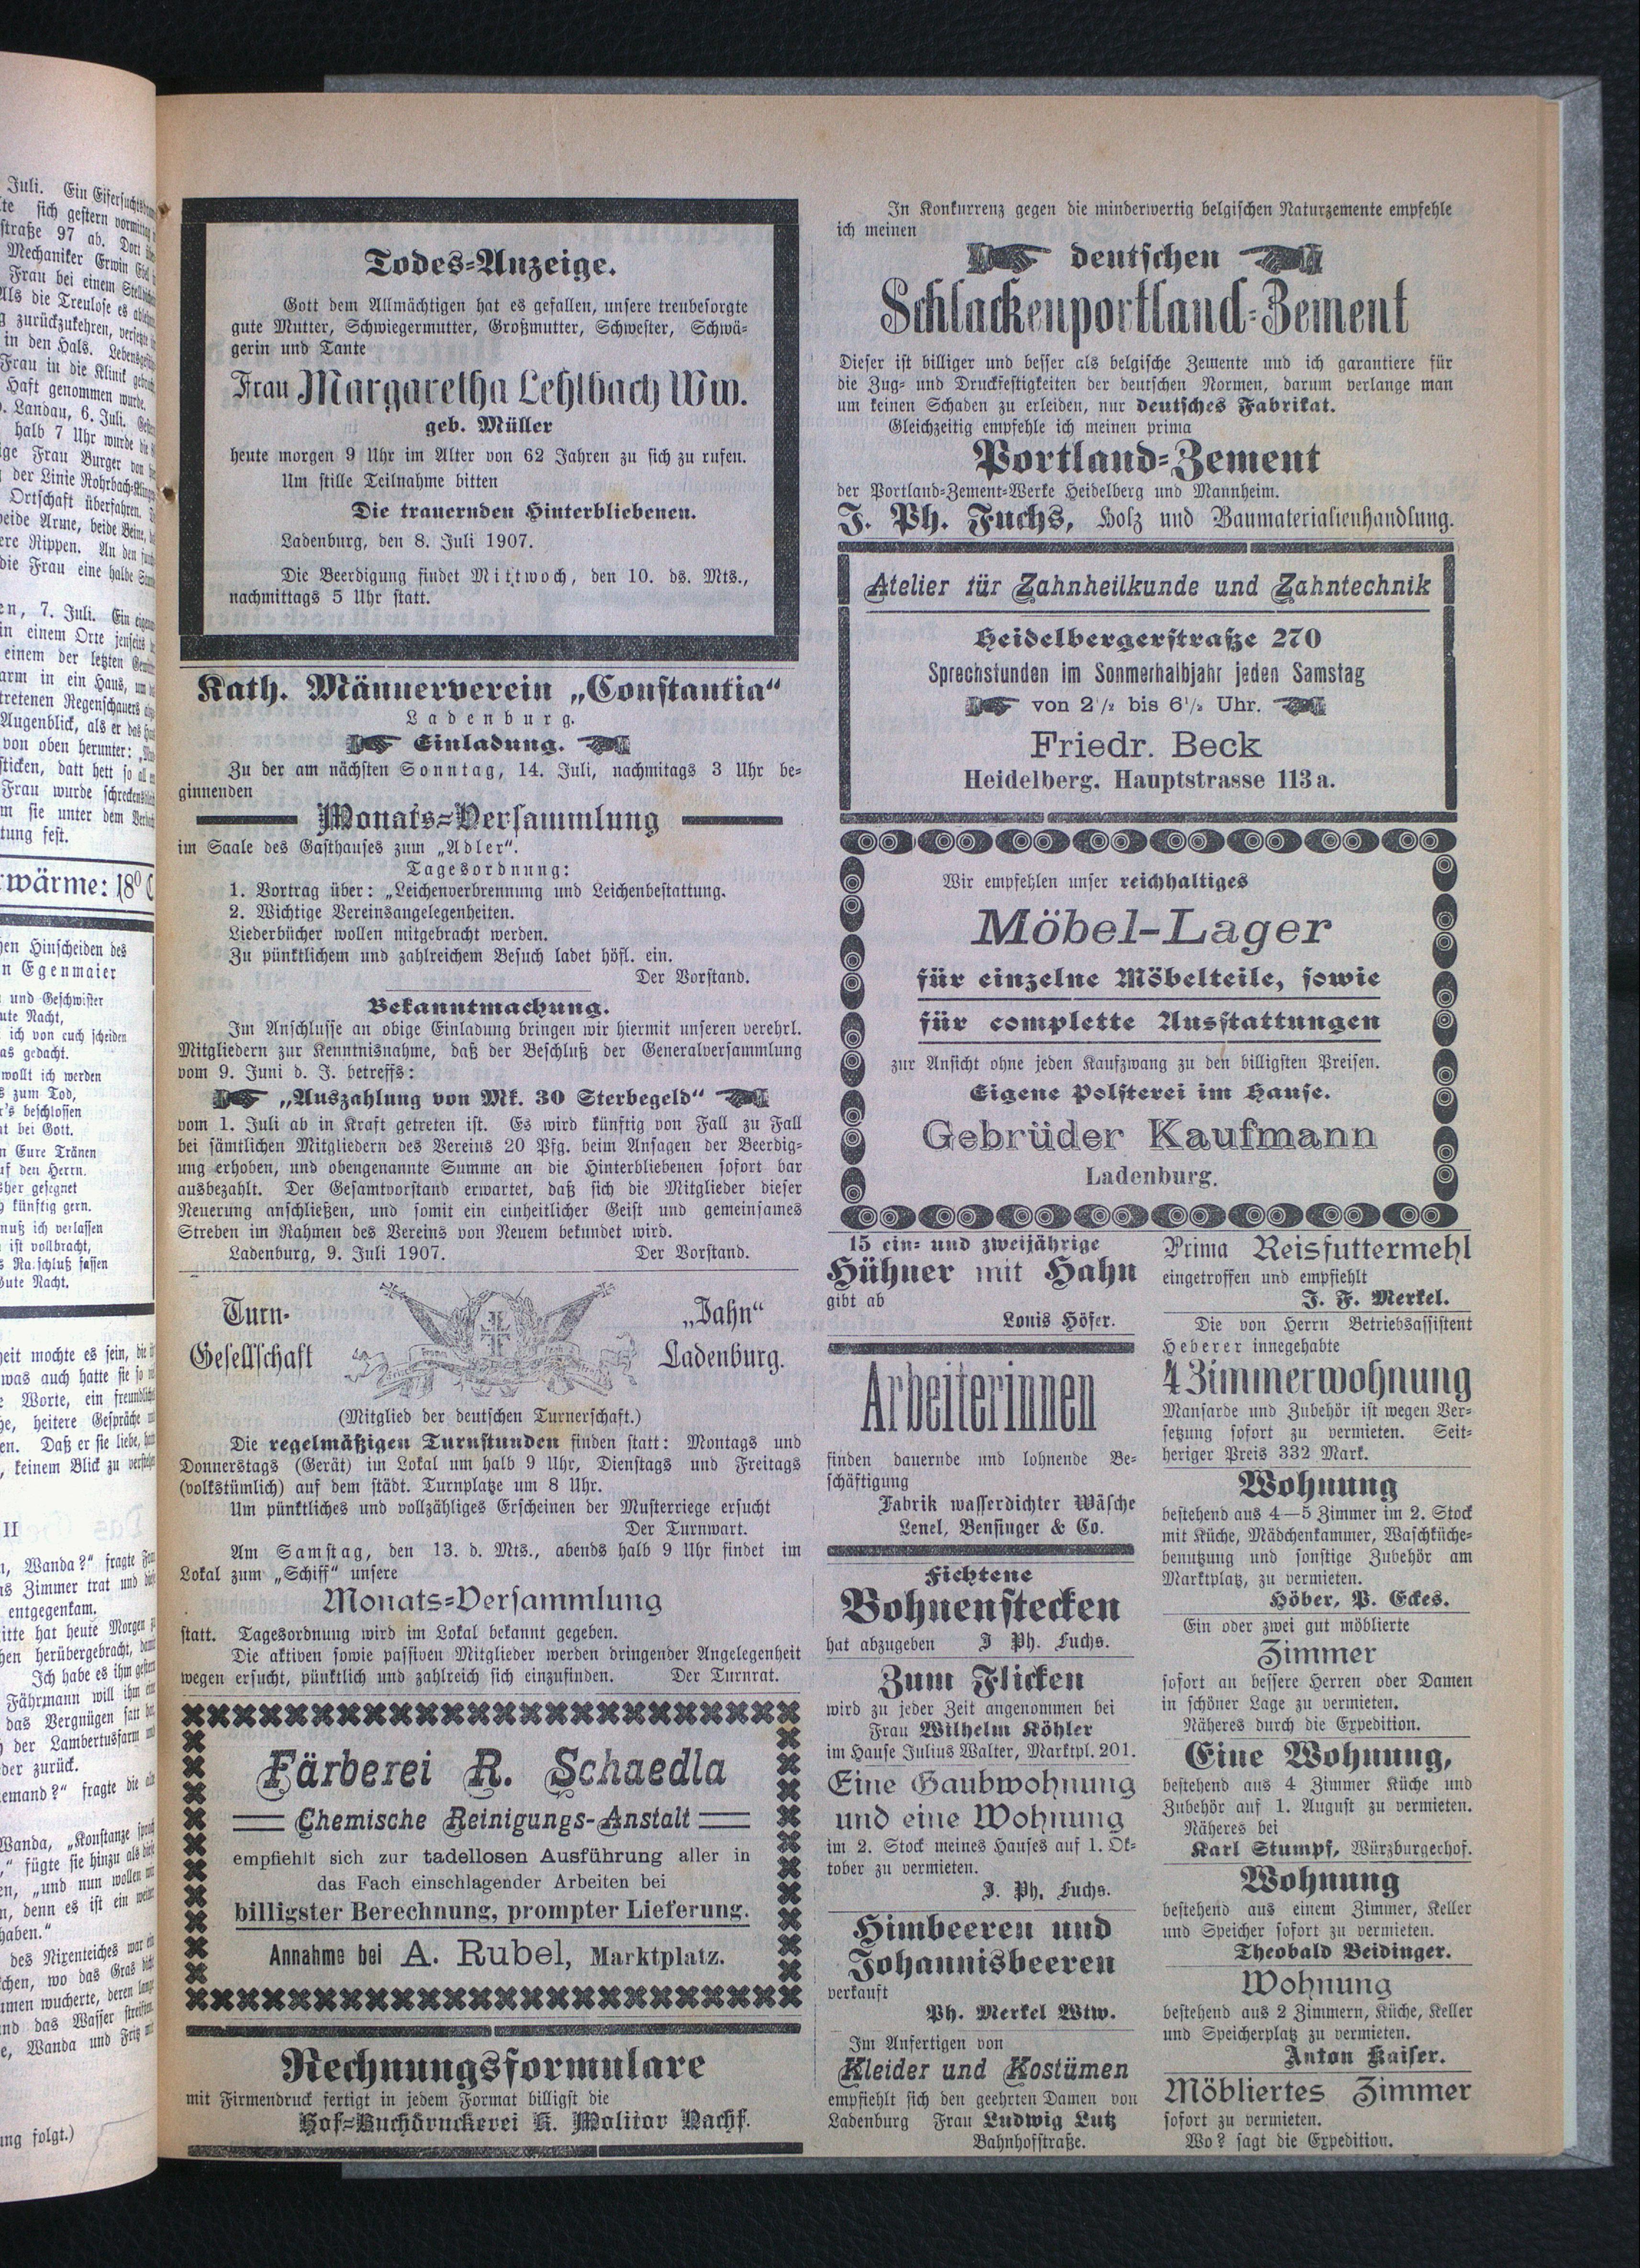 Todes-Anzeige.
Gott dem Allmächtigen hat es gefallen, unsere treubesorgte
gute Mutter, Schwiegermutter, Großmutter, Schwester, Schwä-
gerin und Tante
Frau Margaretha Lehlbach Ww.
geb. Müller
heute morgen 9 Uhr im Alter von 62 Jahren zu sich zu rufen.
Um stille Teilnahme bitten
Die trauernden Hinterbliebenen.
Ladenburg, den 8. Juli 1907.
Die Beerdigung findet Mittwoch, den 10. ds. Mts.,
nachmittags 5 Uhr statt.
Kath. Männerverein „Constantia“
Ladenburg.
Einladung.
Zu der am nächsten Sonntag, 14. Juli, nachmitags 3 Uhr be-
ginnenden
Monats-Versammlung
im Saale des Gasthauses zum „Adler“.
Tagesordnung:
1. Vortrag über: „Leichenverbrennung und Leichenbestattung.
2. Wichtige Vereinsangelegenheiten.
Liederbücher wollen mitgebracht werden.
Zu pünktlichem und zahlreichem Besuch ladet höfl. ein.
Der Vorstand.
Bekanntmachung.
Im Anschlusse an obige Einladung bringen wir hiermit unseren verehrl.
Mitgliedern zur Kenntnisnahme, daß der Beschluß der Generalversammlung
vom 9. Juni d. J. betreffs:
„Auszahlung von Mk. 30 Sterbegeld“
vom 1. Juli ab in Kraft getreten ist. Es wird künftig von Fall zu Fall
bei sämtlichen Mitgliedern des Vereins 20 Pfg. beim Ansagen der Beerdig-
ung erhoben, und obengenannte Summe an die Hinterbliebenen sofort bar
ausbezahlt. Der Gesamtvorstand erwartet, daß sich die Mitglieder dieser
Neuerung anschließen, und somit ein einheitlicher Geist und gemeinsames
Streben im Rahmen des Vereins von Neuem bekundet wird.
Ladenburg, 9. Juli 1907. Der Vorstand.
Turn- „Jahn“
Gesellschaft Ladenburg.
(Mitglied der deutschen Turnerschaft.)
Die regelmäßigen Turnstunden finden statt: Montags und
Donnerstags (Gerät) im Lokal um halb 9 Uhr, Dienstags und Freitags
(volkstümlich) auf dem städt. Turnplatze um 8 Uhr.
Um pünktliches und vollzähliges Erscheinen der Musterriege ersucht
Der Turnwart.
Am Samstag, den 13. d. Mts., abends halb 9 Uhr findet im
Lokal zum „Schiff“ unsere
Monats-Versammlung
statt. Tagesordnung wird im Lokal bekannt gegeben.
Die aktiven sowie passiven Mitglieder werden dringender Angelegenheit
wegen ersucht, pünktlich und zahlreich sich einzufinden. Der Turnrat.
Färberei R. Schaedla
Chemische Reinigungs-Anstalt
empfiehlt sich zur tadellosen Ausführung aller in
das Fach einschlagender Arbeiten bei
billigster Berechnung, prompter Lieferung.
Annahme bei A. Rubel, Marktplatz.
Rechnungsformulare
mit Firmendruck fertigt in jedem Format billigst die
Hof-Buchdruckerei K. Molitor Nachf.
In Konkurrenz gegen die minderwertig belgischen Naturzemente empfehle
ich meinen
deutschen
Schlackenportland-Zement
Dieser ist billiger und besser als belgische Zemente und ich garantiere für
die Zug- und Druckfestigkeiten der deutschen Normen, darum verlange man
um keinen Schaden zu erleiden, nur deutsches Fabrikat.
Gleichzeitig empfehle ich meinen prima
Portland-Zement
der Portland-Zement-Werke Heidelberg und Mannheim.
J. Ph. Fuchs, Holz und Baumaterialienhandlung.
Atelier für Zahnheilkunde und Zahntechnik
Heidelbergerstraße 270
Sprechstunden im Sommerhalbjahr jeden Samstag
von 2 1/2 bis 6 1/2 Uhr.
Friedr. Beck
Heidelberg. Hauptstrasse 113a.
Wir empfehlen unser reichhaltiges
Möbel-Lager
für einzelne Möbelteile, sowie
für complette Ausstattungen
zur Ansicht ohne jeden Kaufzwang zu den billigsten Preisen.
Eigene Polsterei im Hause.
Gebrüder Kaufmann
Ladenburg.
15 ein- und zweijährige
Hühner mit Hahn
gibt ab
Louis Höfer.
Arbeiterinnen
finden dauernde und lohnende Be-
schäftigung
Fabrik wasserdichter Wäsche
Lenel, Bensinger & Co.
Fichtene
Bohnenstecken
hat abzugeben J Ph. Fuchs.
Zum Flicken
wird zu jeder Zeit angenommen bei
Frau Wilhelm Köhler
im Hause Julius Walter, Marktpl. 201.
Eine Gaubwohnung
und eine Wohnung
im 2. Stock meines Hauses auf 1. Ok-
tober zu vermieten.
J. Ph. Fuchs.
Himbeeren und
Johannisbeeren
verkauft
Ph. Merkel Wtw.
Im Anfertigen von
Kleider und Kostümen
empfiehlt sich den geehrten Damen von
Ladenburg Frau Ludwig Lutz
Bahnhofstraße.
Prima Reisfuttermehl
eingetroffen und empfiehlt
J. F. Merkel.
Die von Herrn Betriebsassistent
Heberer innegehabte
4 Zimmerwohnung
Mansarde und Zubehör ist wegen Ver-
setzung sofort zu vermieten. Seit-
heriger Preis 332 Mark.
Wohnung
bestehend aus 4—5 Zimmer im 2. Stock
mit Küche, Mädchenkammer, Waschküche-
benutzung und sonstige Zubehör am
Marktplatz, zu vermieten.
Höber, P. Eckes.
Ein oder zwei gut möblierte
Zimmer
sofort an bessere Herren oder Damen
in schöner Lage zu vermieten.
Näheres durch die Expedition.
Eine Wohnung,
bestehend aus 4 Zimmer Küche und
Zubehör auf 1. August zu vermieten.
Näheres bei
Karl Stumpf, Würzburgerhof.
Wohnung
bestehend aus einem Zimmer, Keller
und Speicher sofort zu vermieten.
Theobald Beidinger.
Wohnung
bestehend aus 2 Zimmern, Küche, Keller
und Speicherplatz zu vermieten.
Anton Kaiser.
Möbliertes Zimmer
sofort zu vermieten.
Wo? sagt die Expedition.